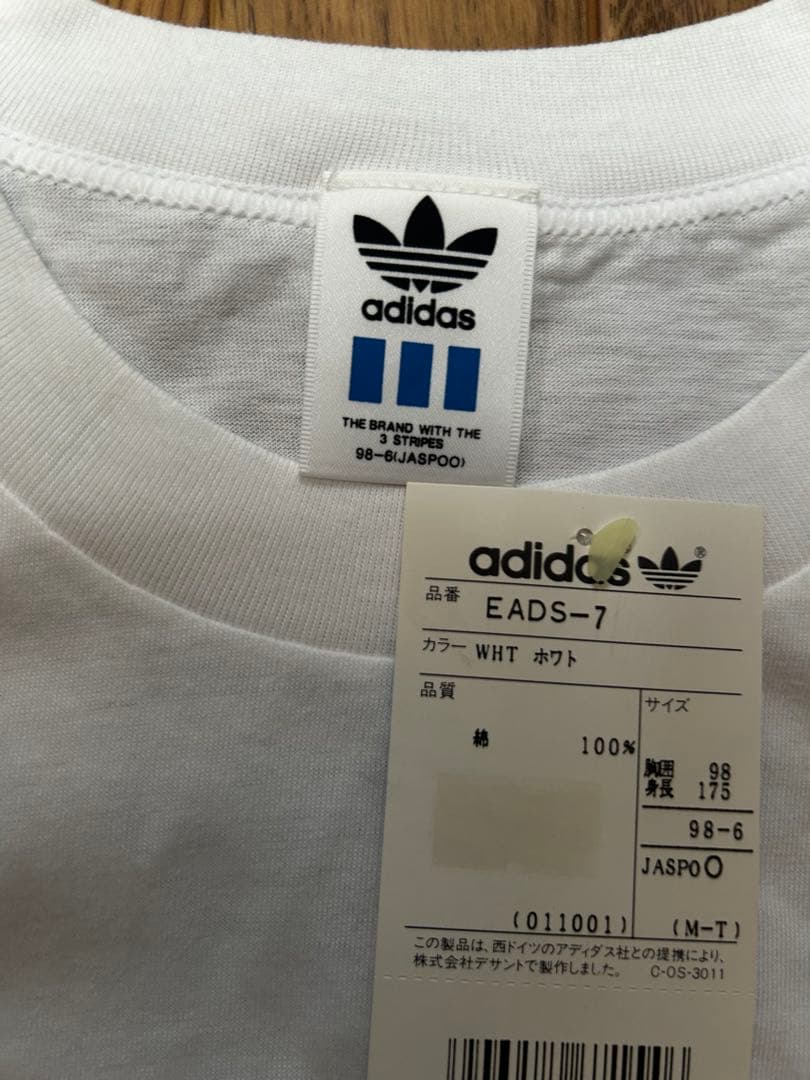 adidas
THE BRAND WITH THE
3 STRIPES
98-6(JASPOO)
adidas ®
品番 EADS-7
カラー WHT ホワト
品質
サイズ
綿 100%
胸囲 98
身長 175
98-6
JASPO O
(011001) (M-T)
この製品は、西ドイツのアディダス社との提携により、
株式会社デサントで製作しました。 C-OS-3011